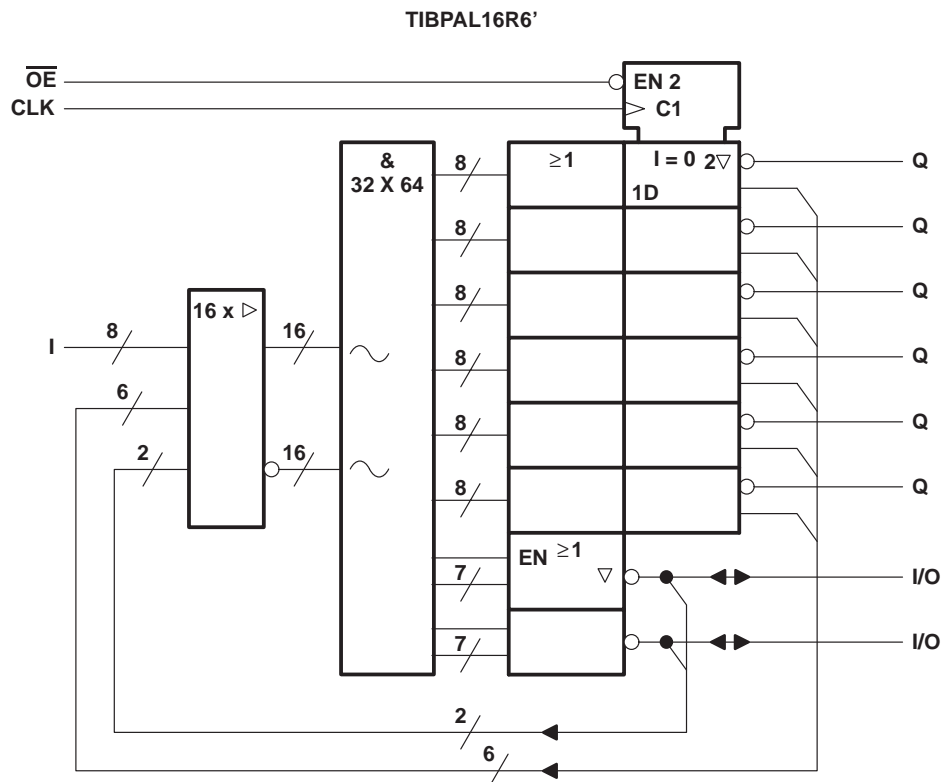 TIBPAL16R6’
OE EN 2
CLK C1
& 8 ≥1 I = 0 2▽ Q
32 X 64 1D
8 Q
8 Q
16 x ▷
I 8 16 8 Q
6 8 Q
2 16 8 Q
EN ≥1
7 ▽ I/O
7 I/O
2
6